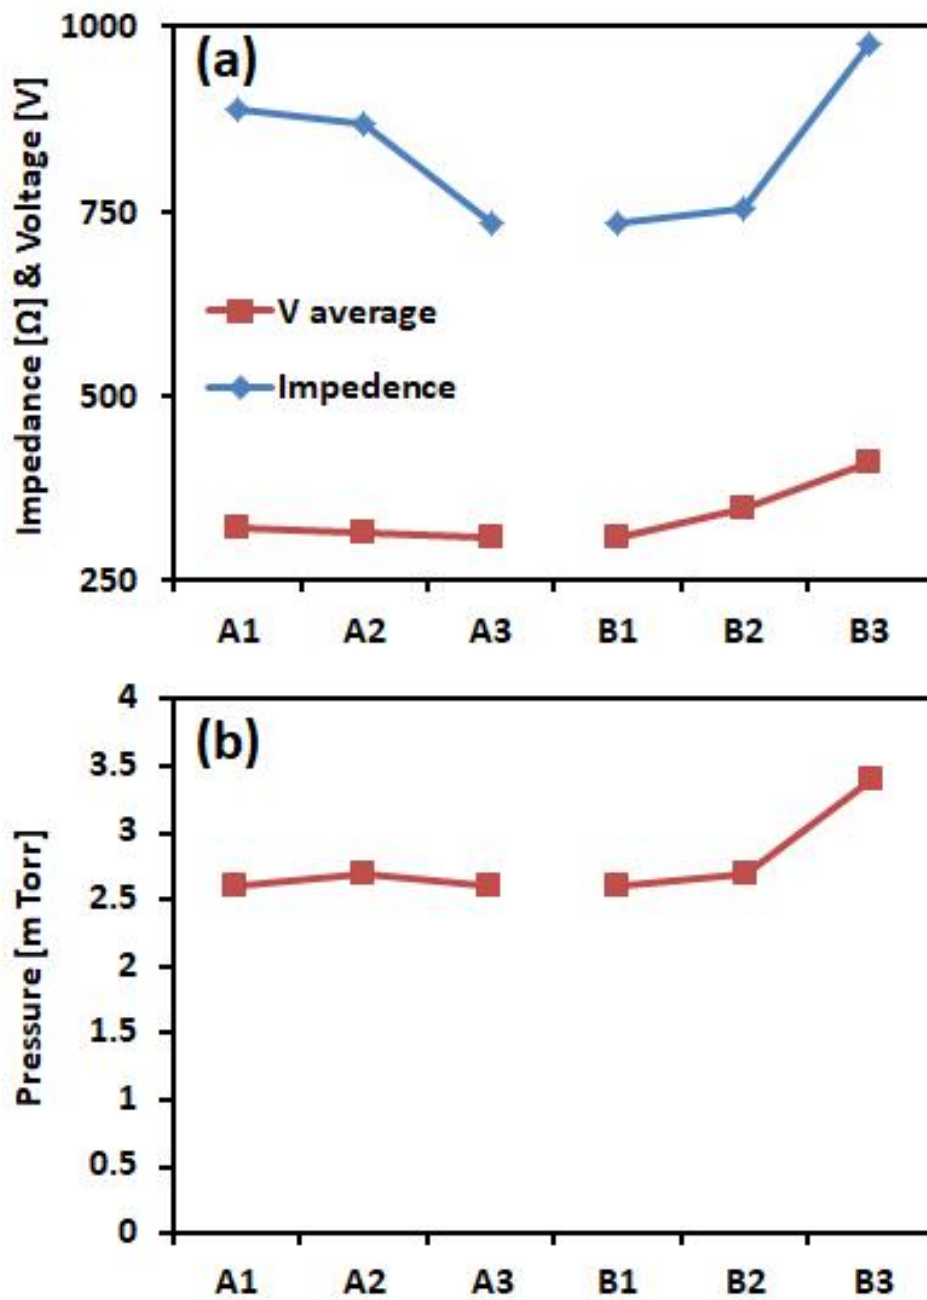 1000
(a)
750
V average
Impedence
500
250
Impedance [Ω] & Voltage [V]
A1 A2 A3 B1 B2 B3
4
(b)
3.5
3
2.5
2
1.5
1
0.5
0
Pressure [m Torr]
A1 A2 A3 B1 B2 B3